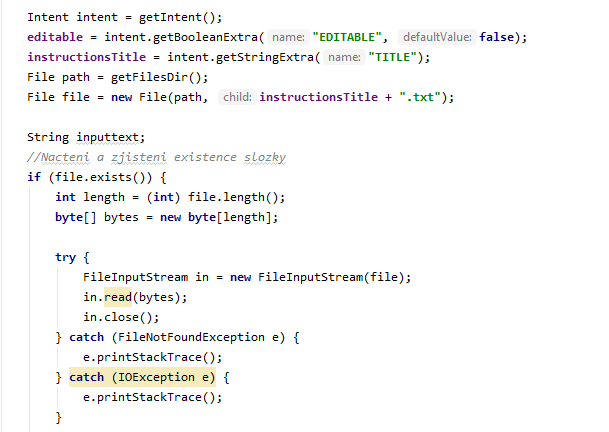 Intent intent = getIntent();
editable = intent.getBooleanExtra( name: "EDITABLE", defaultValue: false);
instructionsTitle = intent.getStringExtra( name: "TITLE");
File path = getFilesDir();
File file = new File(path, child: instructionsTitle + ".txt");
String inputtext;
//Nacteni a zjisteni existence slozky
if (file.exists()) {
int length = (int) file.length();
byte[] bytes = new byte[length];
try {
FileInputStream in = new FileInputStream(file);
in.read(bytes);
in.close();
} catch (FileNotFoundException e) {
e.printStackTrace();
} catch (IOException e) {
e.printStackTrace();
}